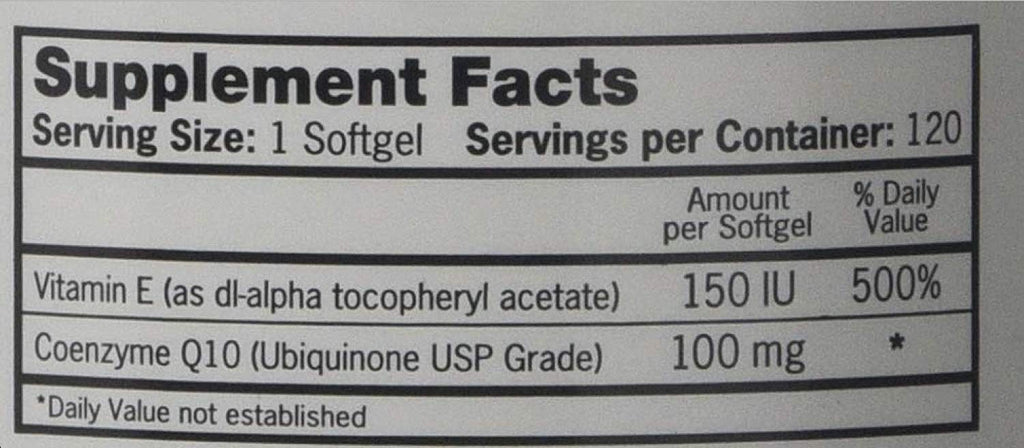 Supplement Facts
Serving Size: 1 Softgel Servings per Container: 120
Amount per Softgel % Daily Value
Vitamin E (as dl-alpha tocopheryl acetate) 150 IU 500%
Coenzyme Q10 (Ubiquinone USP Grade) 100 mg *
*Daily Value not established